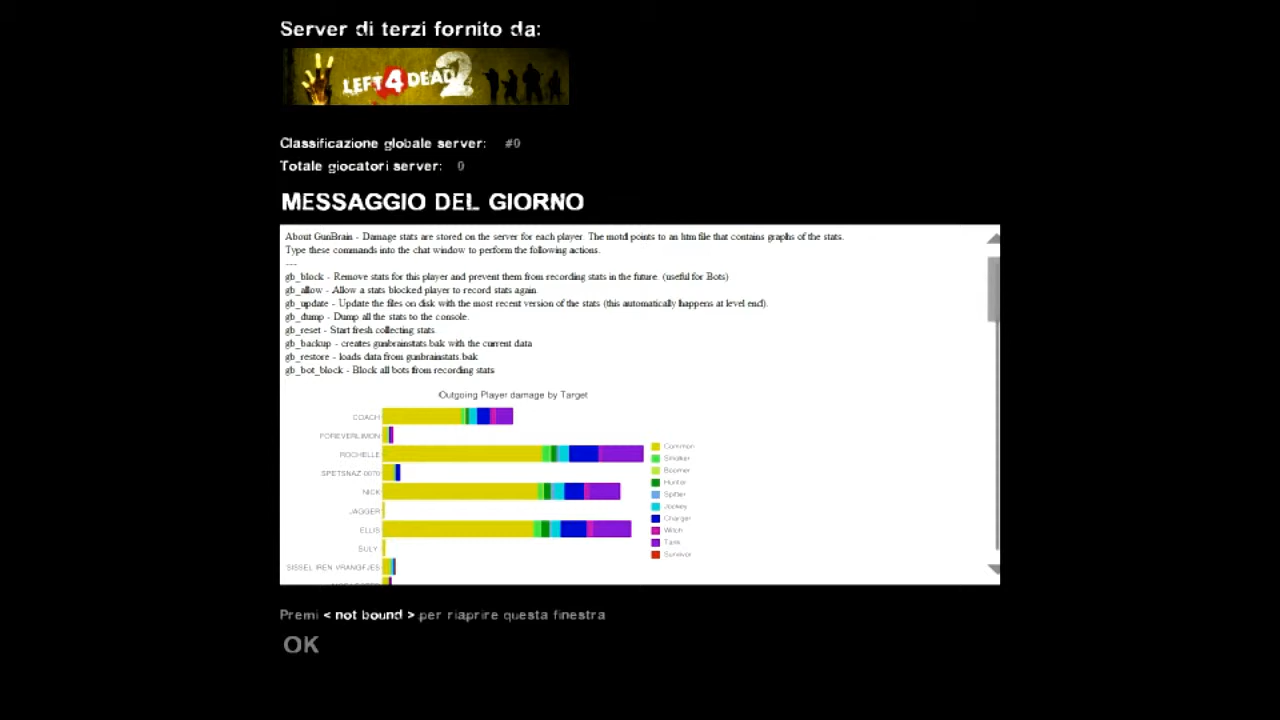 Server di terzi fornito da:
LEFT 4 DEAD 2
Classificazione globale server: #0
Totale giocatori server: 0
MESSAGGIO DEL GIORNO
About GunBrain - Damage stats are stored on the server for each player. The motd points to an htm file that contains graphs of the stats.
Type these commands into the chat window to perform the following actions.
---
gb_block - Remove stats for this player and prevent them from recording stats in the future. (useful for Bots)
gb_allow - Allow a stats blocked player to record stats again.
gb_update - Update the files on disk with the most recent version of the stats (this automatically happens at level end).
gb_dump - Dump all the stats to the console.
gb_reset - Start fresh collecting stats
gb_backup - creates gunbrainstats.bak with the current data
gb_restore - loads data from gunbrainstats.bak
gb_bot_block - Block all bots from recording stats
Outgoing Player damage by Target
COACH
FOREVERLIMON
ROCHELLE
SPETSNAZ 0070
NICK
JAGGER
ELLIS
SULY
SISSEL IREN VRANGFJES
Common
Smoker
Boomer
Hunter
Spitter
Jockey
Charger
Witch
Tank
Survivor
Premi < not bound > per riaprire questa finestra
OK